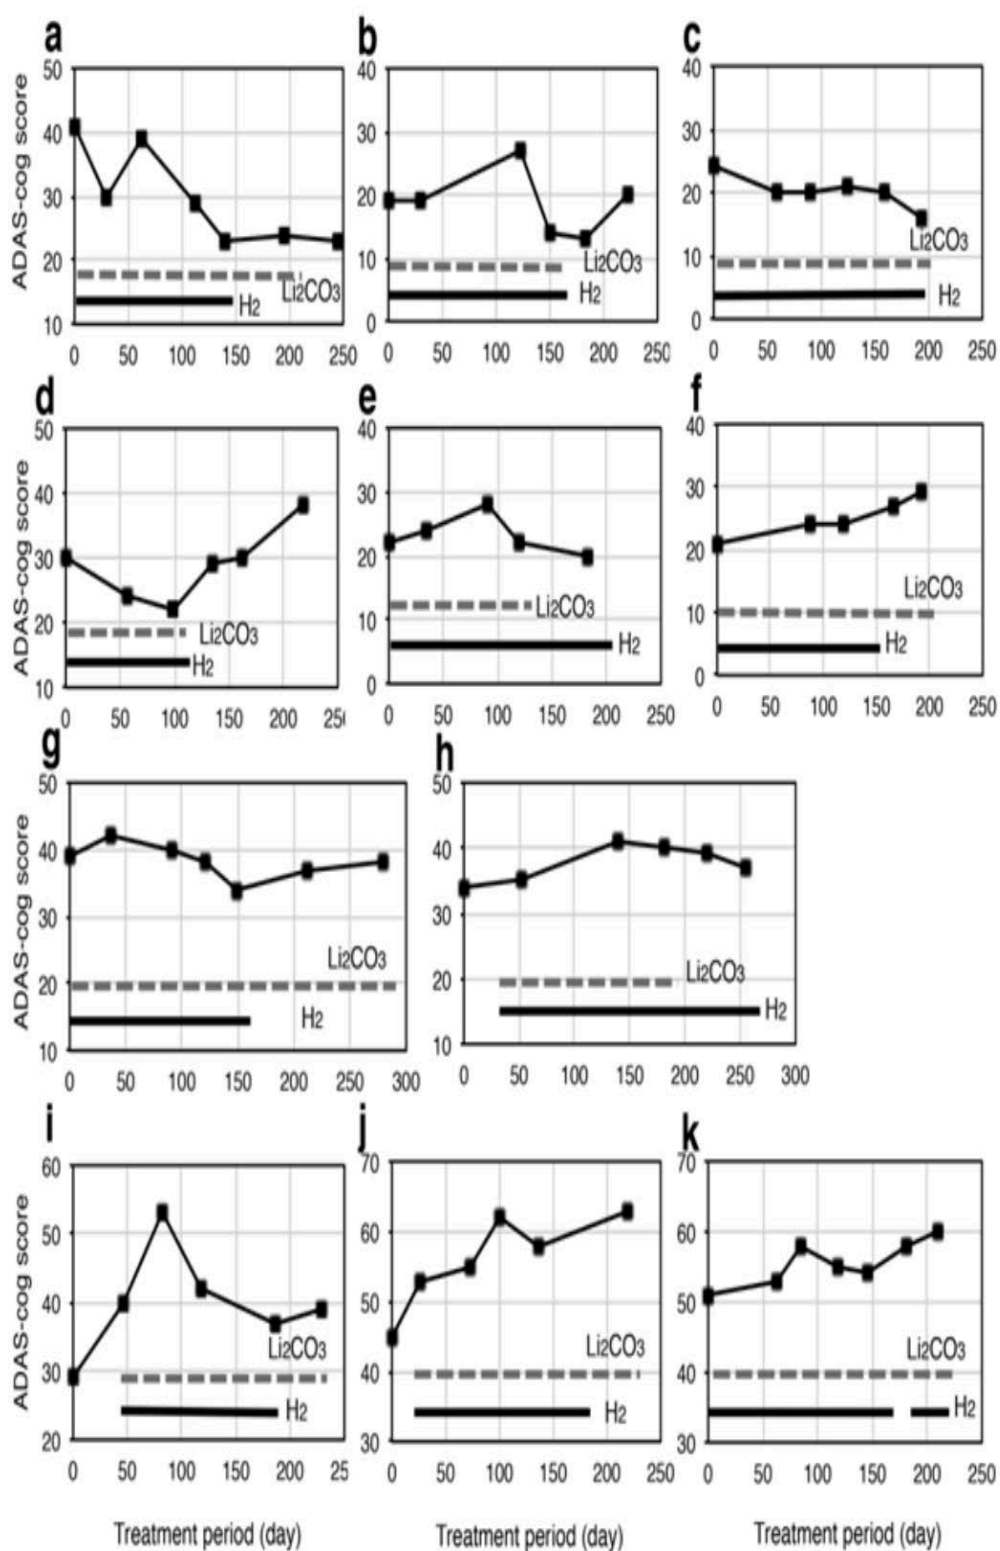 a b c
ADAS-cog score
50 40 30 20 10
40 30 20 10 0
40 30 20 10 0
Li2CO3
H2
Li2CO3
H2
Li2CO3
H2
0 50 100 150 200 250
0 50 100 150 200 250
0 50 100 150 200 250
d e f
ADAS-cog score
50 40 30 20 10
40 30 20 10 0
40 30 20 10 0
Li2CO3
H2
Li2CO3
H2
Li2CO3
H2
0 50 100 150 200 25
0 50 100 150 200 250
0 50 100 150 200 250
g h
ADAS-cog score
50 40 30 20 10
50 40 30 20 10
Li2CO3
H2
Li2CO3
H2
0 50 100 150 200 250 300
0 50 100 150 200 250 300
i j k
ADAS-cog score
60 50 40 30 20
70 60 50 40 30
70 60 50 40 30
Li2CO3
H2
Li2CO3
H2
Li2CO3
H2
0 50 100 150 200 25
0 50 100 150 200 250
0 50 100 150 200 250
Treatment period (day)
Treatment period (day)
Treatment period (day)